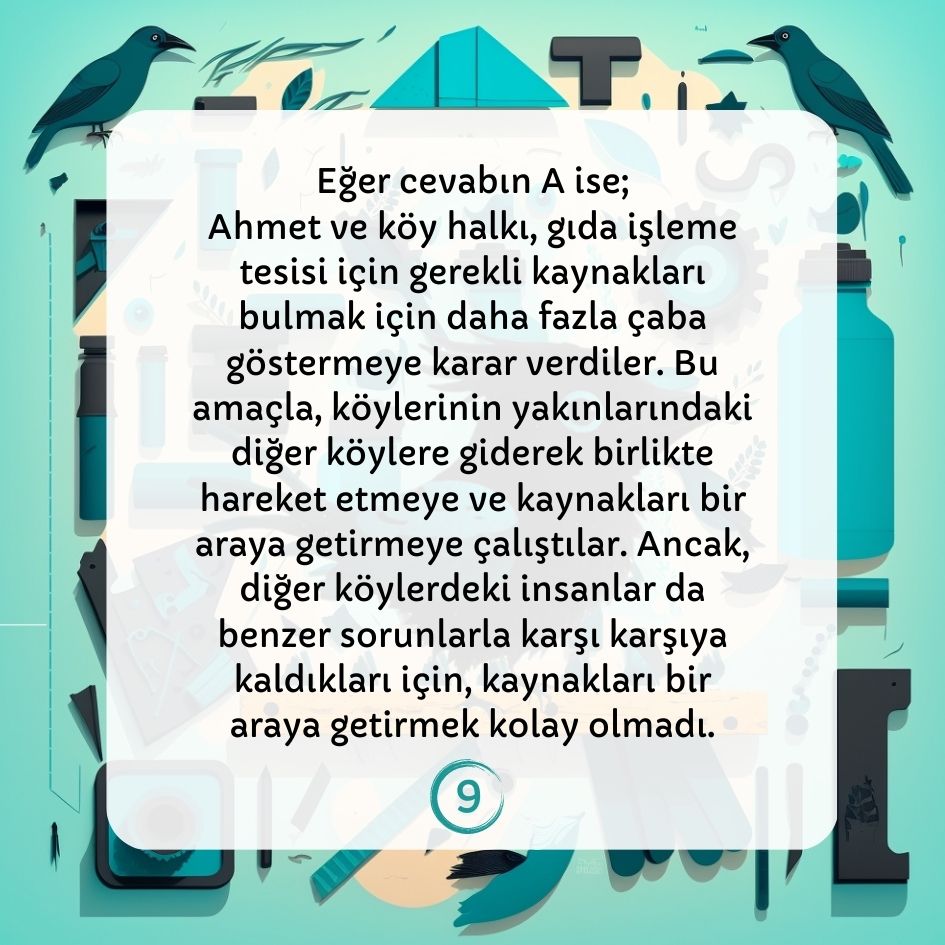 Eğer cevabın A ise;
Ahmet ve köy halkı, gıda işleme
tesisi için gerekli kaynakları
bulmak için daha fazla çaba
göstermeye karar verdiler. Bu
amaçla, köylerinin yakınlarındaki
diğer köylere giderek birlikte
hareket etmeye ve kaynakları bir
araya getirmeye çalıştılar. Ancak,
diğer köylerdeki insanlar da
benzer sorunlarla karşı karşıya
kaldıkları için, kaynakları bir
araya getirmek kolay olmadı.
9